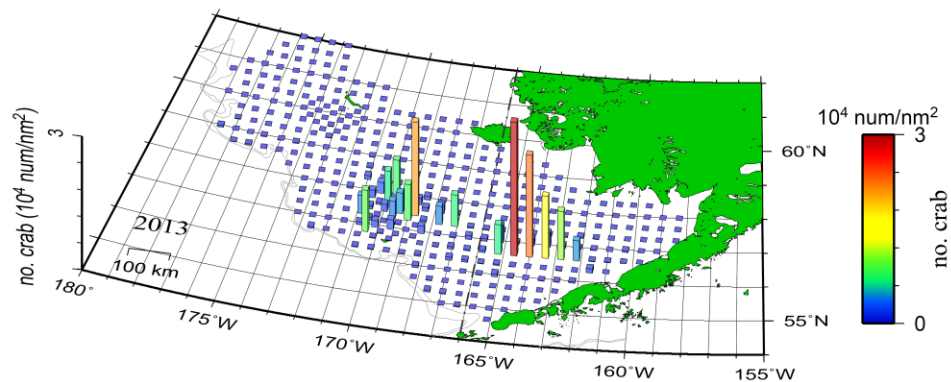 10⁴ num/nm²
3
no. crab
0
3
no. crab (10⁴ num/nm²)
2013
100 km
180°
175°W
170°W
165°W
160°W
155°W
60°N
55°N